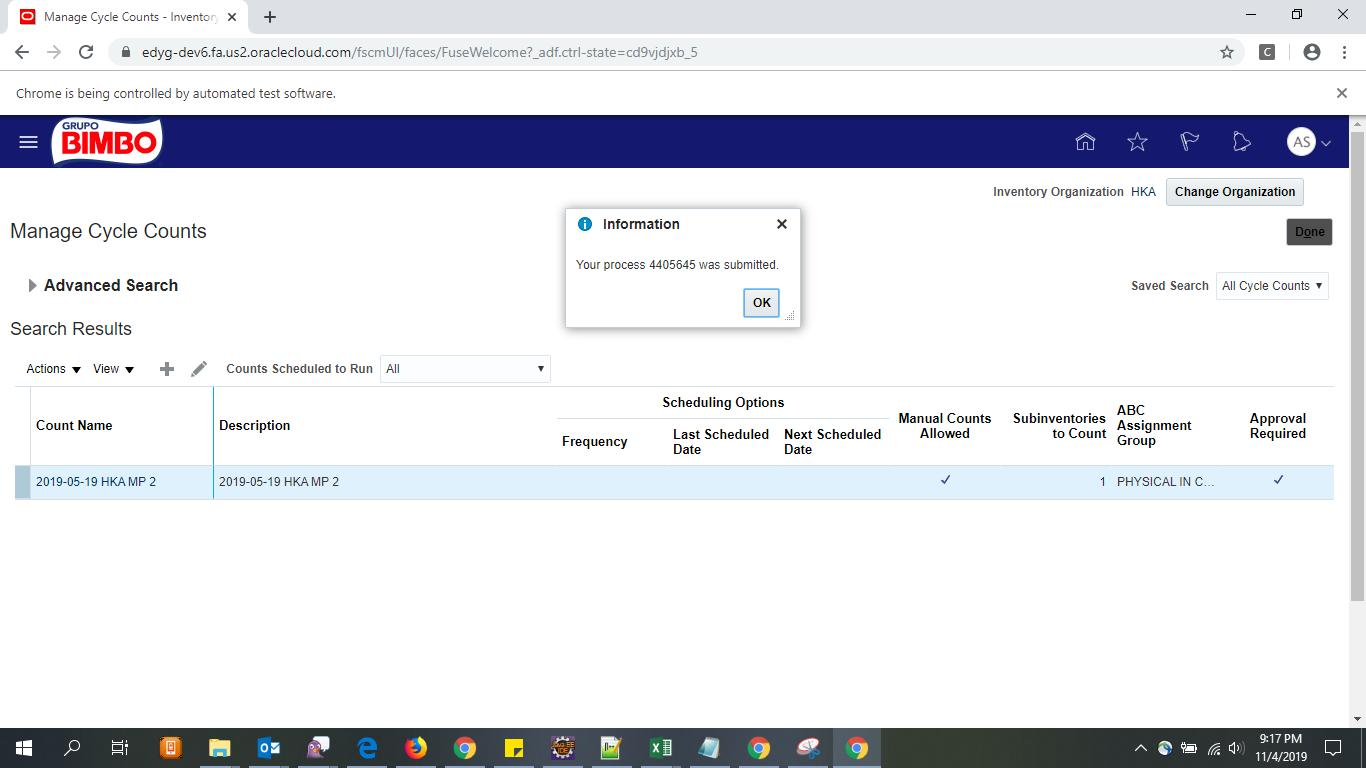 Manage Cycle Counts - Inventory
edyg-dev6.fa.us2.oraclecloud.com/fscmUI/faces/FuseWelcome?_adf.ctrl-state=cd9vjdjxb_5
C
Chrome is being controlled by automated test software.
GRUPO
BIMBO
AS
Inventory Organization HKA Change Organization
Manage Cycle Counts
Done
Information
Your process 4405645 was submitted.
OK
Advanced Search
Saved Search All Cycle Counts
Search Results
Actions View Counts Scheduled to Run All
Scheduling Options
Count Name Description Frequency Last Scheduled Date Next Scheduled Date Manual Counts Allowed Subinventories to Count ABC Assignment Group Approval Required
2019-05-19 HKA MP 2 2019-05-19 HKA MP 2 1 PHYSICAL IN C...
9:17 PM
11/4/2019